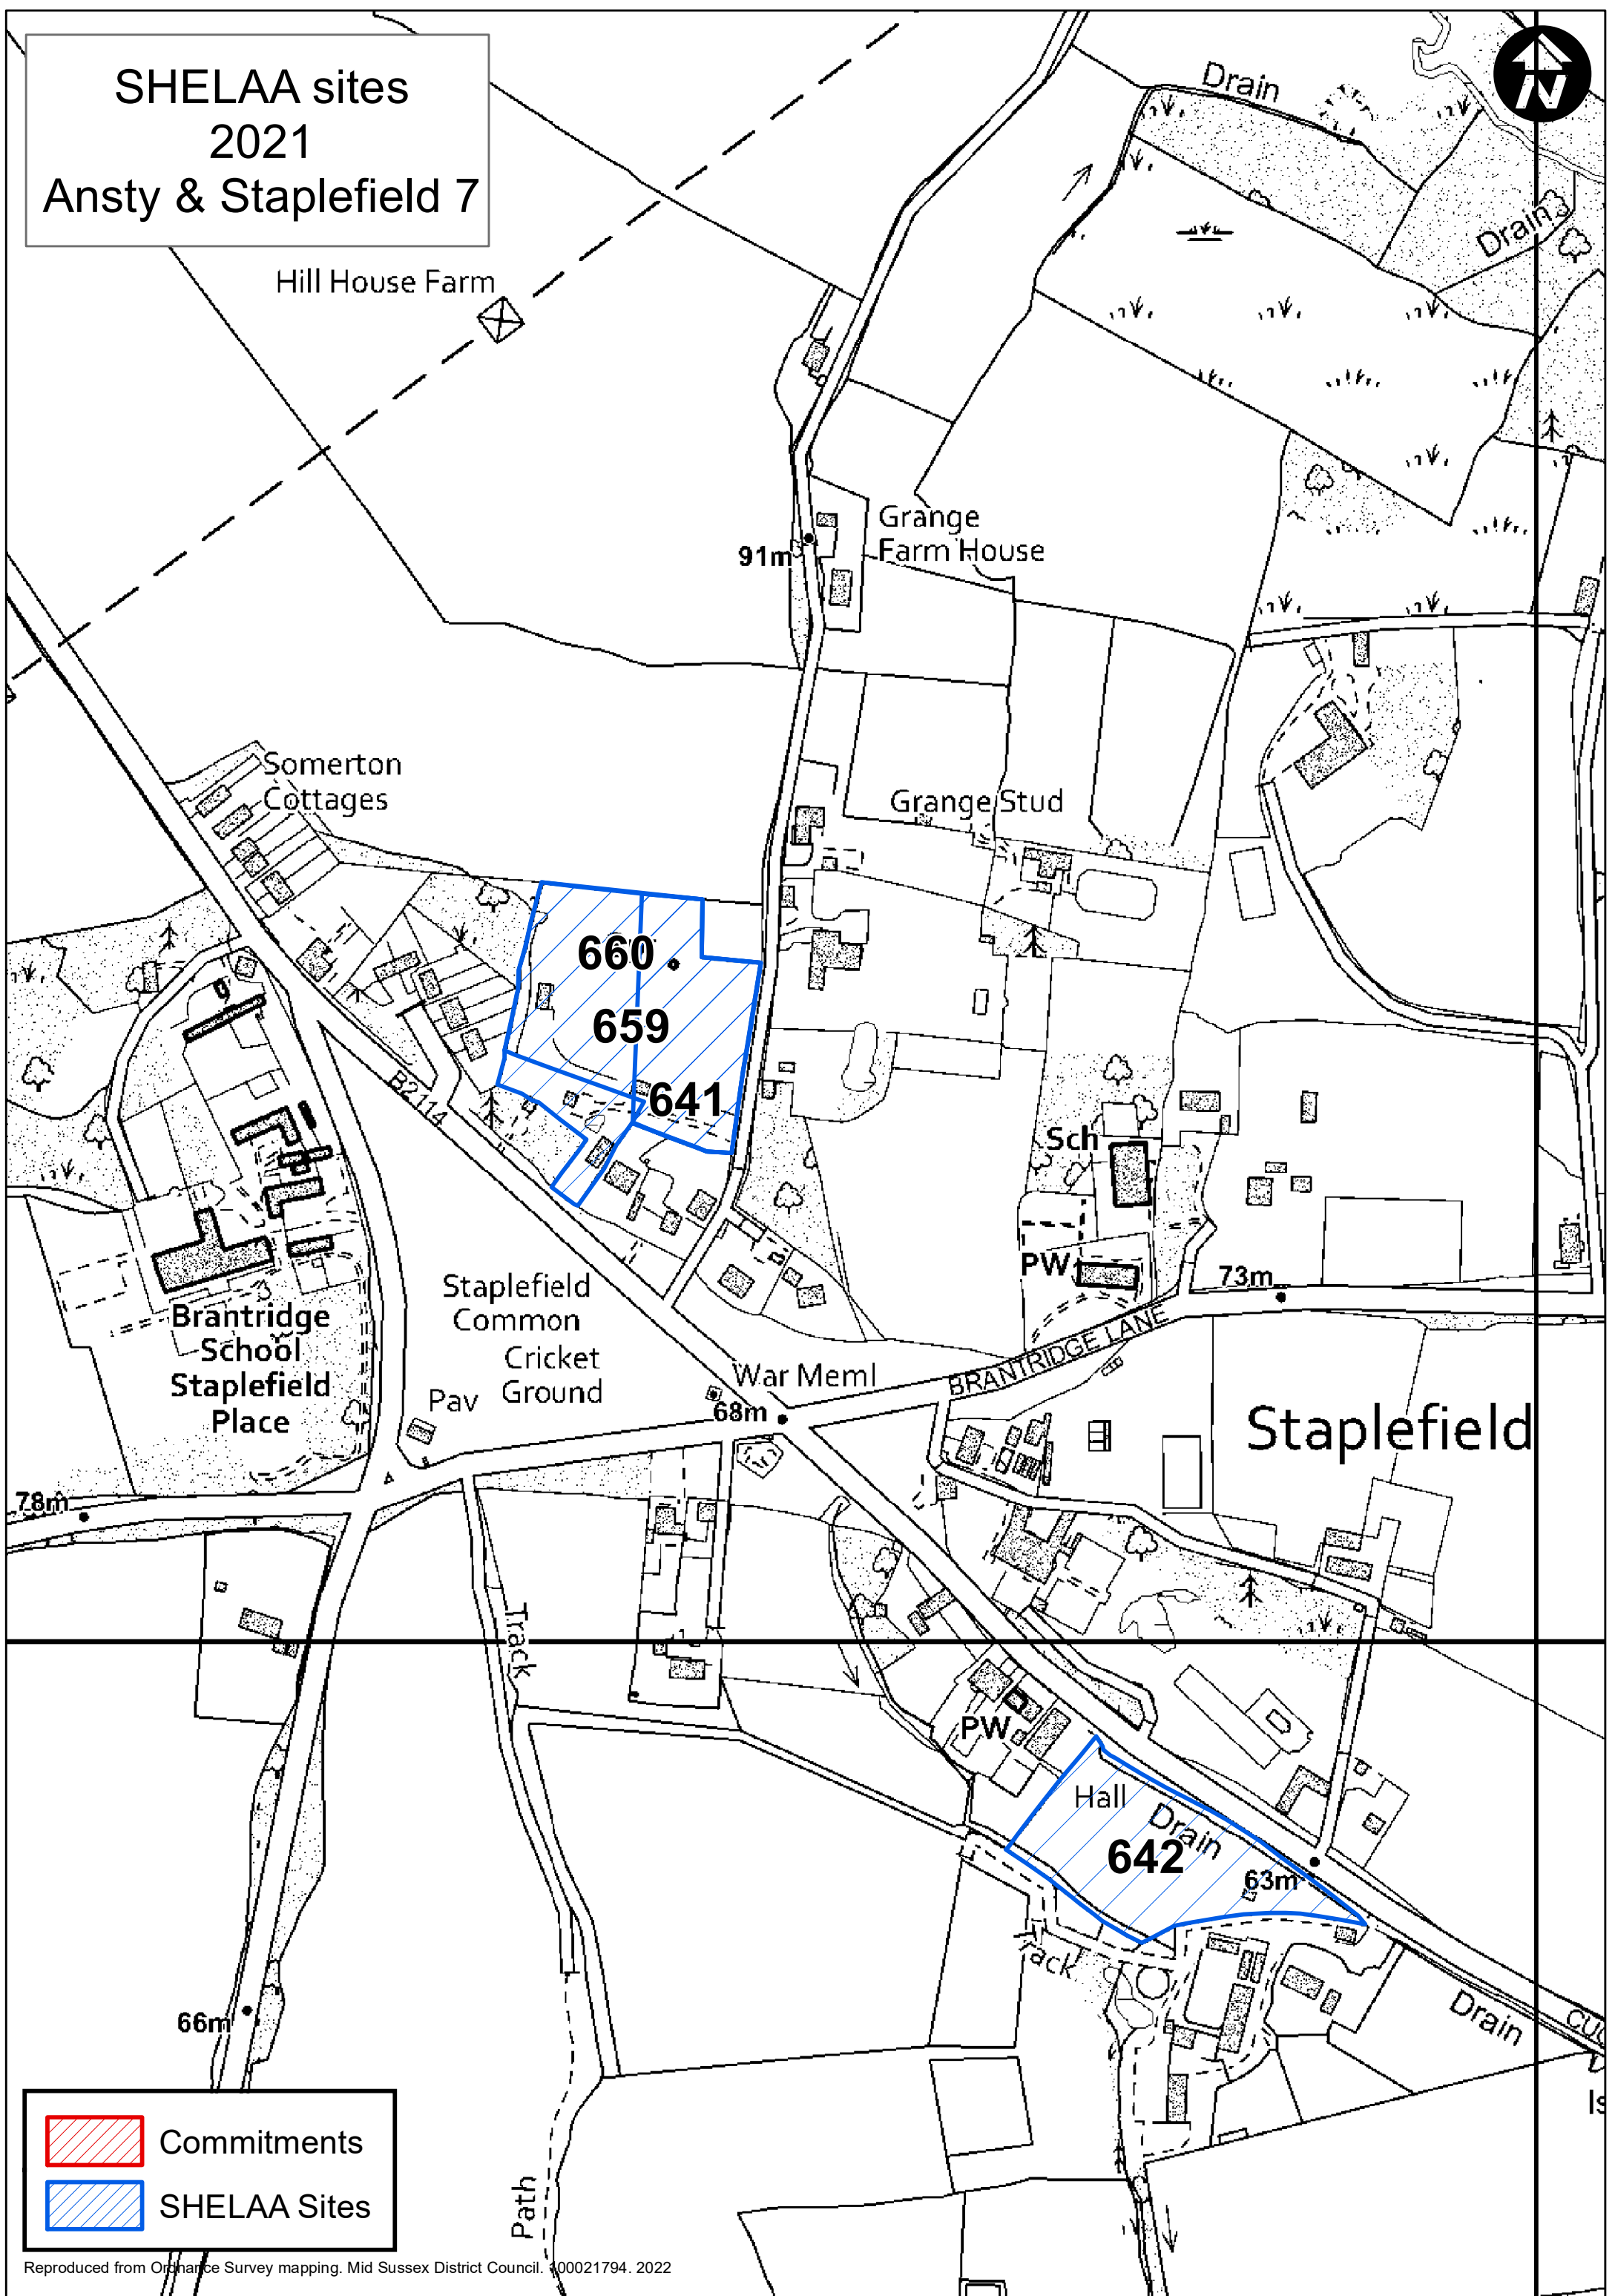 SHELAA sites
2021
Ansty & Staplefield 7
N
Drain
Drain
Hill House Farm
Grange
Farm House
91m
Somerton
Cottages
Grange Stud
660
659
641
B2114
Sch
PW
73m
Staplefield
Common
Cricket
Ground
Brantridge
School
Staplefield
Place
Pav
War Meml
68m
BRANTRIDGE LANE
Staplefield
78m
Track
PW
Hall
Drain
642
63m
Track
66m
Drain
Path
Commitments
SHELAA Sites
Reproduced from Ordnance Survey mapping. Mid Sussex District Council. 100021794. 2022